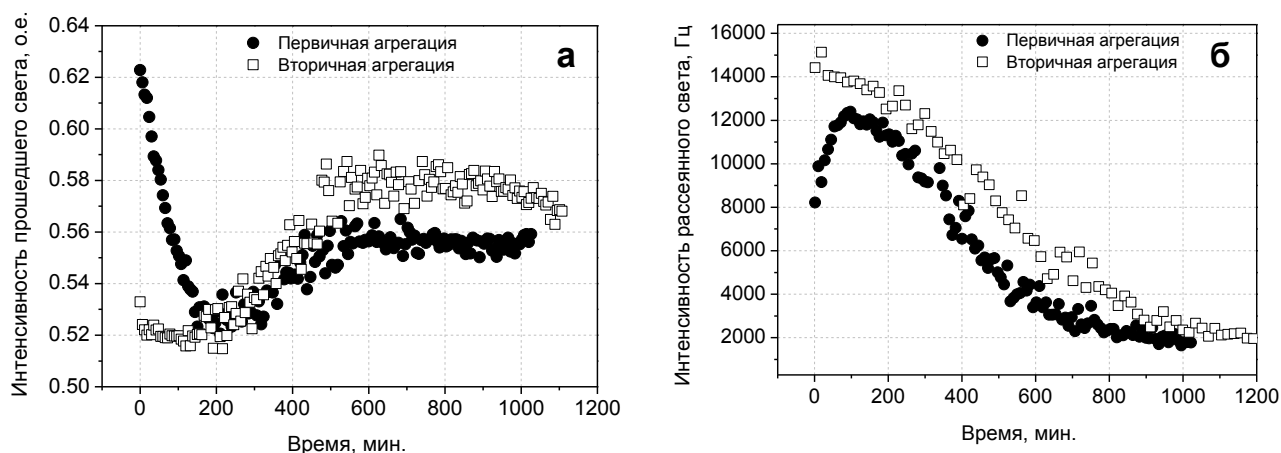 Интенсивность прошедшего света, о.е.
0.64
0.62
0.60
0.58
0.56
0.54
0.52
0.50
Первичная агрегация
Вторичная агрегация
а
0 200 400 600 800 1000 1200
Время, мин.
Интенсивность рассеянного света, Гц
16000
14000
12000
10000
8000
6000
4000
2000
Первичная агрегация
Вторичная агрегация
б
0 200 400 600 800 1000 1200
Время, мин.